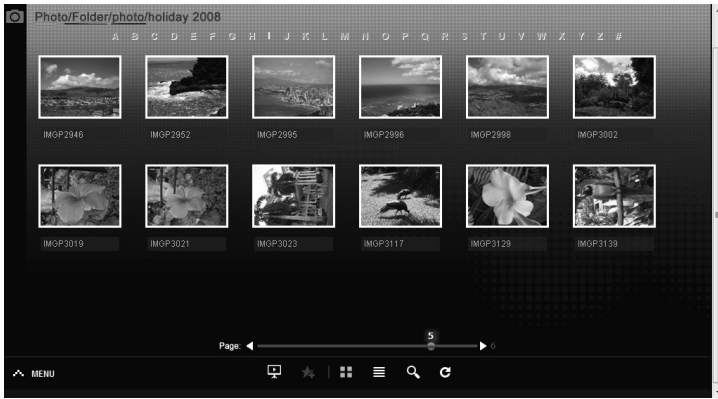 Photo/Folder/photo/holiday 2008
A B C D E F G H I J K L M N O P Q R S T U V W X Y Z #
IMGP2946 IMGP2952 IMGP2995 IMGP2996 IMGP2998 IMGP3002
IMGP3019 IMGP3021 IMGP3023 IMGP3117 IMGP3129 IMGP3139
5
Page: 6
MENU